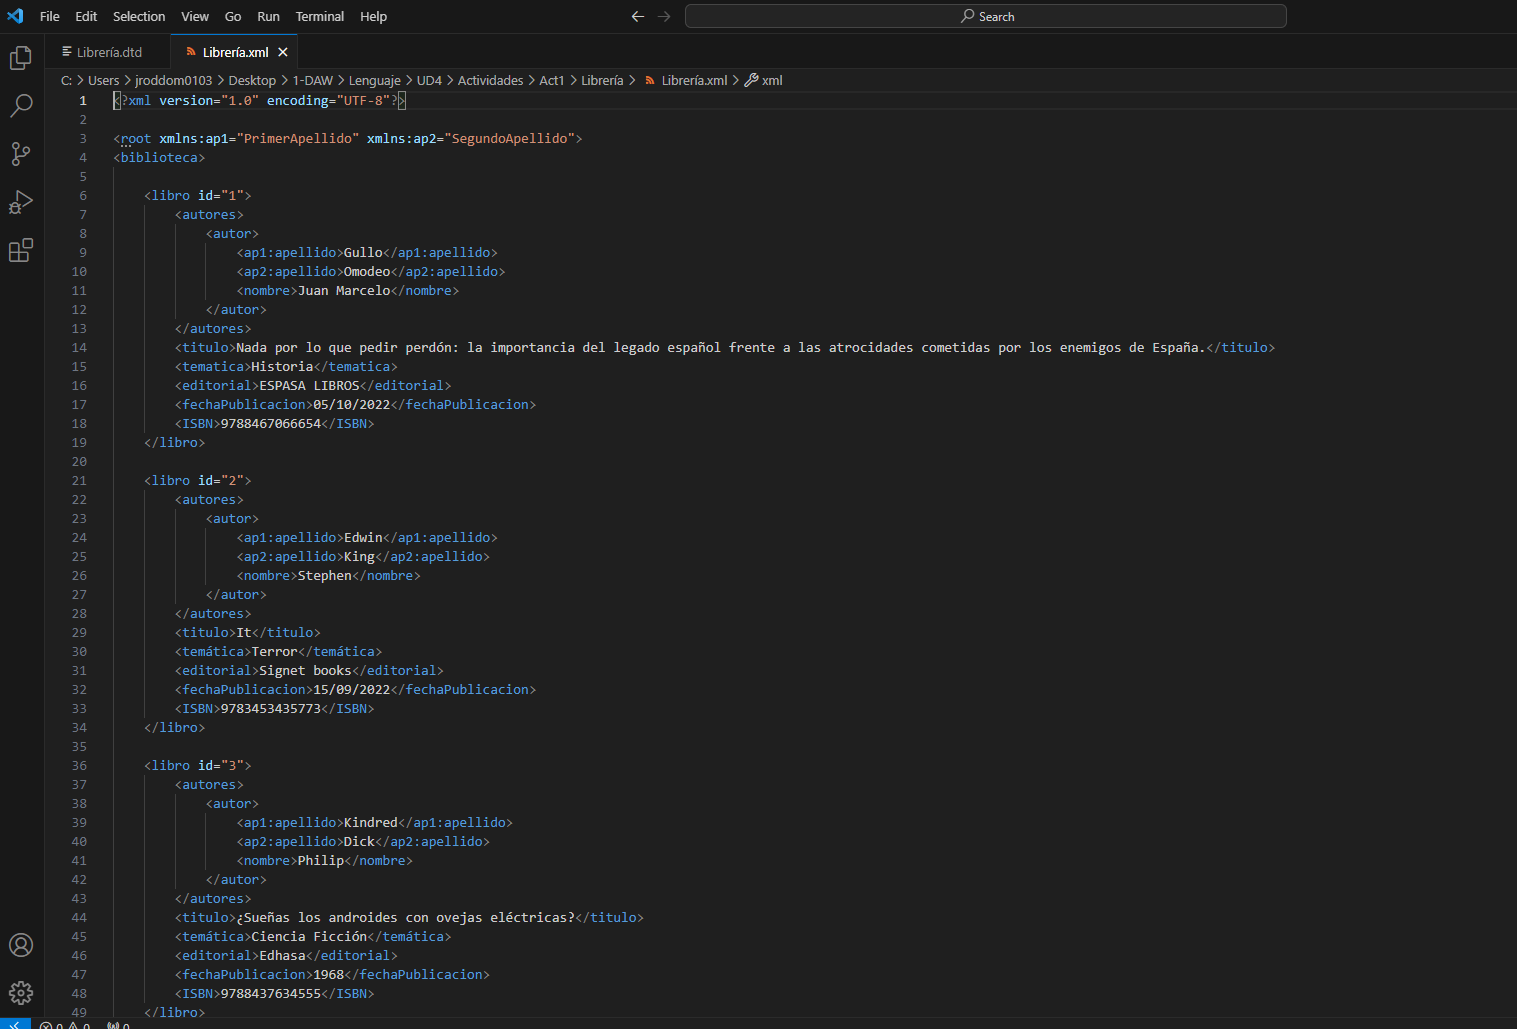 File Edit Selection View Go Run Terminal Help Search
Librería.dtd Librería.xml
C: > Users > jroddom0103 > Desktop > 1-DAW > Lenguaje > UD4 > Actividades > Act1 > Librería > Librería.xml > xml
1 <?xml version="1.0" encoding="UTF-8"?>
2
3 <root xmlns:ap1="PrimerApellido" xmlns:ap2="SegundoApellido">
4 <biblioteca>
5
6 <libro id="1">
7 <autores>
8 <autor>
9 <ap1:apellido>Gullo</ap1:apellido>
10 <ap2:apellido>Omodeo</ap2:apellido>
11 <nombre>Juan Marcelo</nombre>
12 </autor>
13 </autores>
14 <titulo>Nada por lo que pedir perdón: la importancia del legado español frente a las atrocidades cometidas por los enemigos de España.</titulo>
15 <tematica>Historia</tematica>
16 <editorial>ESPASA LIBROS</editorial>
17 <fechaPublicacion>05/10/2022</fechaPublicacion>
18 <ISBN>9788467066654</ISBN>
19 </libro>
20
21 <libro id="2">
22 <autores>
23 <autor>
24 <ap1:apellido>Edwin</ap1:apellido>
25 <ap2:apellido>King</ap2:apellido>
26 <nombre>Stephen</nombre>
27 </autor>
28 </autores>
29 <titulo>It</titulo>
30 <temática>Terror</temática>
31 <editorial>Signet books</editorial>
32 <fechaPublicacion>15/09/2022</fechaPublicacion>
33 <ISBN>9783453435773</ISBN>
34 </libro>
35
36 <libro id="3">
37 <autores>
38 <autor>
39 <ap1:apellido>Kindred</ap1:apellido>
40 <ap2:apellido>Dick</ap2:apellido>
41 <nombre>Philip</nombre>
42 </autor>
43 </autores>
44 <titulo>¿Sueñas los androides con ovejas eléctricas?</titulo>
45 <temática>Ciencia Ficción</temática>
46 <editorial>Edhasa</editorial>
47 <fechaPublicacion>1968</fechaPublicacion>
48 <ISBN>9788437634555</ISBN>
49 </libro>
0 0 0